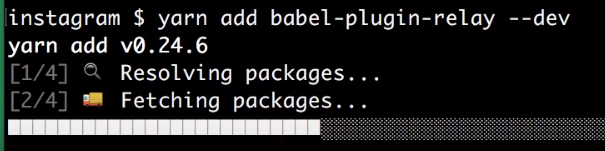 instagram $ yarn add babel-plugin-relay --dev
yarn add v0.24.6
[1/4] 🔍 Resolving packages...
[2/4] 🚚 Fetching packages...